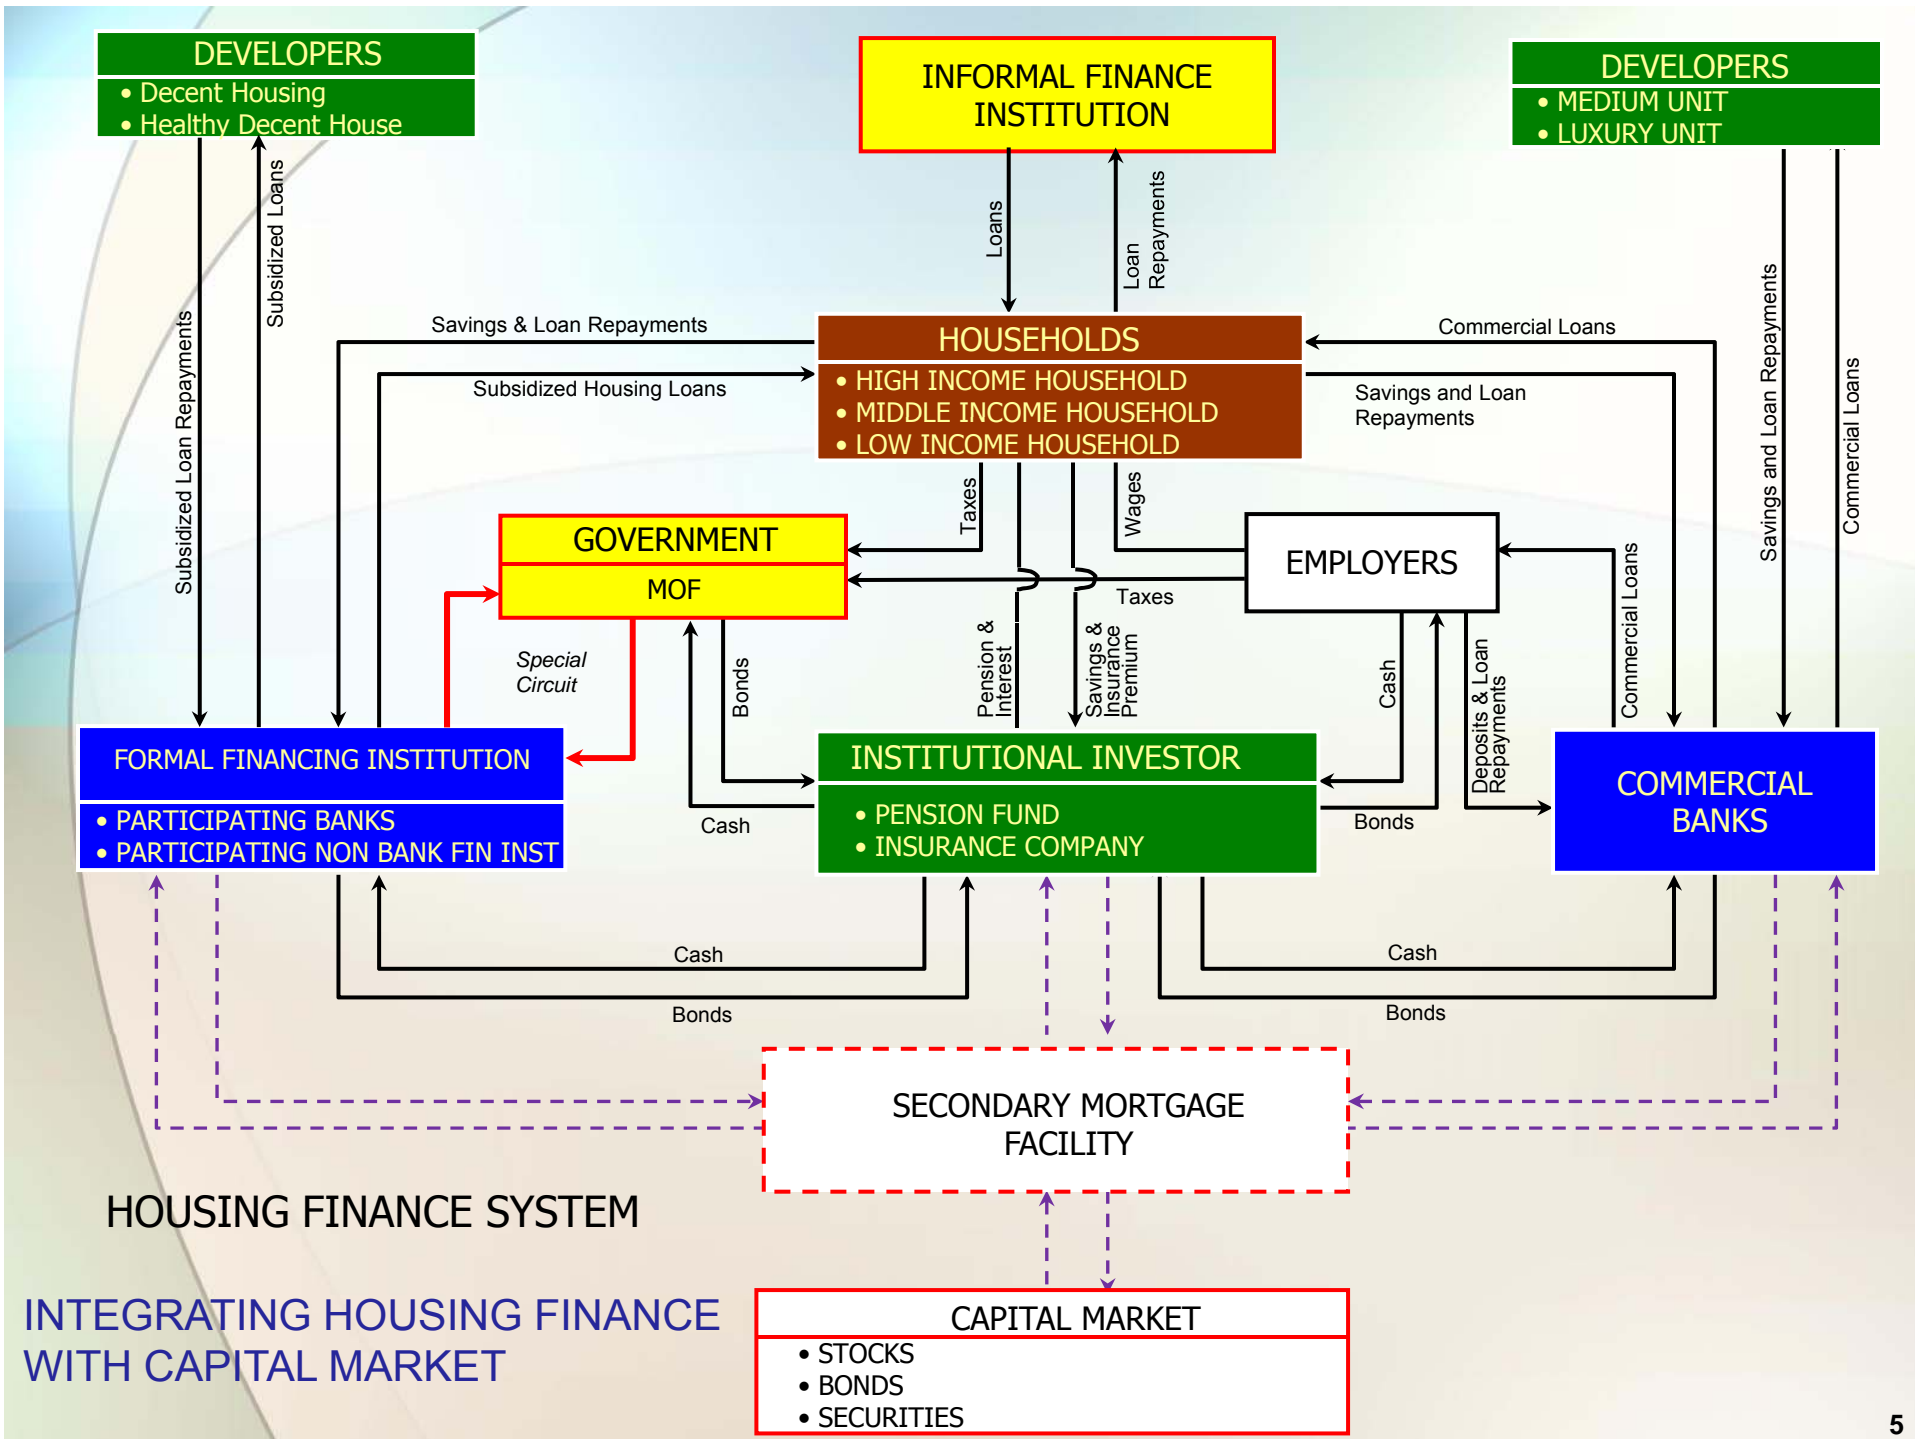 DEVELOPERS
• Decent Housing
• Healthy Decent House
INFORMAL FINANCE
INSTITUTION
DEVELOPERS
• MEDIUM UNIT
• LUXURY UNIT
Subsidized Loan Repayments
Subsidized Loans
Loans
Loan
Repayments
Savings and Loan Repayments
Commercial Loans
Savings & Loan Repayments
Subsidized Housing Loans
HOUSEHOLDS
• HIGH INCOME HOUSEHOLD
• MIDDLE INCOME HOUSEHOLD
• LOW INCOME HOUSEHOLD
Commercial Loans
Savings and Loan
Repayments
Taxes
Wages
GOVERNMENT
MOF
EMPLOYERS
Taxes
Commercial Loans
Special
Circuit
Bonds
Pension &
Interest
Savings &
Insurance
Premium
Cash
Deposits & Loan
Repayments
FORMAL FINANCING INSTITUTION
• PARTICIPATING BANKS
• PARTICIPATING NON BANK FIN INST
Cash
INSTITUTIONAL INVESTOR
• PENSION FUND
• INSURANCE COMPANY
Bonds
COMMERCIAL
BANKS
Cash
Bonds
Cash
Bonds
SECONDARY MORTGAGE
FACILITY
HOUSING FINANCE SYSTEM
INTEGRATING HOUSING FINANCE
WITH CAPITAL MARKET
CAPITAL MARKET
• STOCKS
• BONDS
• SECURITIES
5